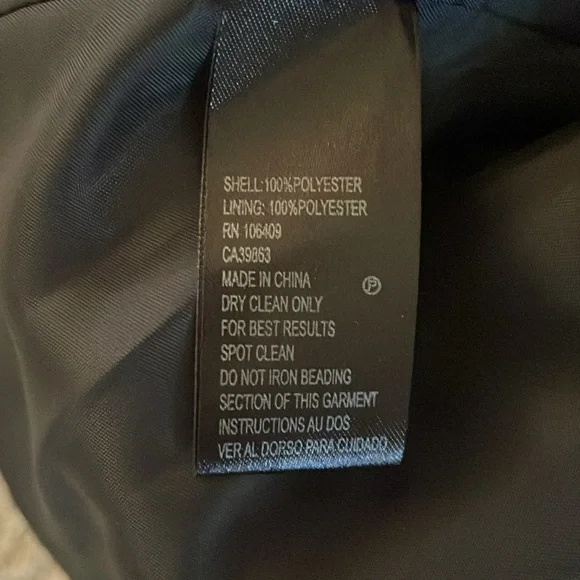 SHELL:100%POLYESTER
LINING: 100%POLYESTER
RN 106409
CA39863
MADE IN CHINA
Ⓟ
DRY CLEAN ONLY
FOR BEST RESULTS
SPOT CLEAN
DO NOT IRON BEADING
SECTION OF THIS GARMENT
INSTRUCTIONS AU DOS
VER AL DORSO PARA CUIDADO